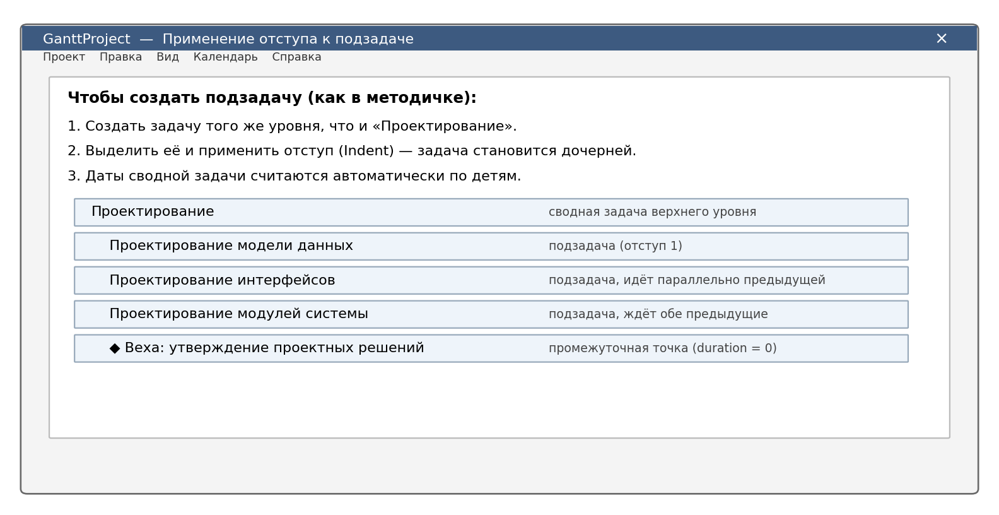 GanttProject — Применение отступа к подзадаче ×
Проект Правка Вид Календарь Справка
Чтобы создать подзадачу (как в методичке):
1. Создать задачу того же уровня, что и «Проектирование».
2. Выделить её и применить отступ (Indent) — задача становится дочерней.
3. Даты сводной задачи считаются автоматически по детям.
Проектирование сводная задача верхнего уровня
Проектирование модели данных подзадача (отступ 1)
Проектирование интерфейсов подзадача, идёт параллельно предыдущей
Проектирование модулей системы подзадача, ждёт обе предыдущие
◆ Веха: утверждение проектных решений промежуточная точка (duration = 0)